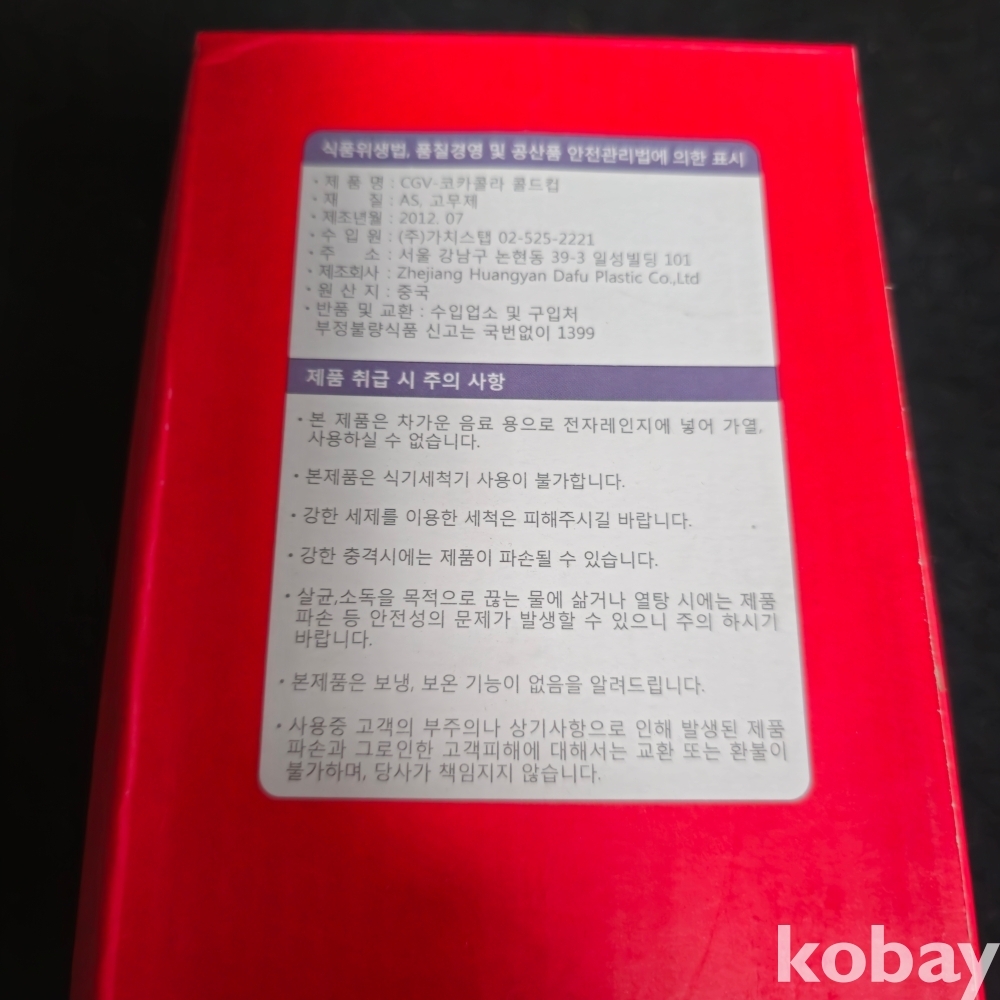 식품위생법, 품질경영 및 공산품 안전관리법에 의한 표시
· 제 품 명 : CGV-코카콜라 콜드컵
· 재 질 : AS, 고무제
· 제조년월 : 2012. 07
· 수 입 원 : (주)가치스탭 02-525-2221
· 주 소 : 서울 강남구 논현동 39-3 일성빌딩 101
· 제조회사 : Zhejiang Huangyan Dafu Plastic Co.,Ltd
· 원 산 지 : 중국
· 반품 및 교환 : 수입업소 및 구입처
부정불량식품 신고는 국번없이 1399
제품 취급 시 주의 사항
· 본 제품은 차가운 음료 용으로 전자레인지에 넣어 가열,
사용하실 수 없습니다.
· 본제품은 식기세척기 사용이 불가합니다.
· 강한 세제를 이용한 세척은 피해주시길 바랍니다.
· 강한 충격시에는 제품이 파손될 수 있습니다.
· 살균,소독을 목적으로 끊는 물에 삶거나 열탕 시에는 제품
파손 등 안전성의 문제가 발생할 수 있으니 주의 하시기
바랍니다.
· 본제품은 보냉, 보온 기능이 없음을 알려드립니다.
· 사용중 고객의 부주의나 상기사항으로 인해 발생된 제품
파손과 그로인한 고객피해에 대해서는 교환 또는 환불이
불가하며, 당사가 책임지지 않습니다.
kobay